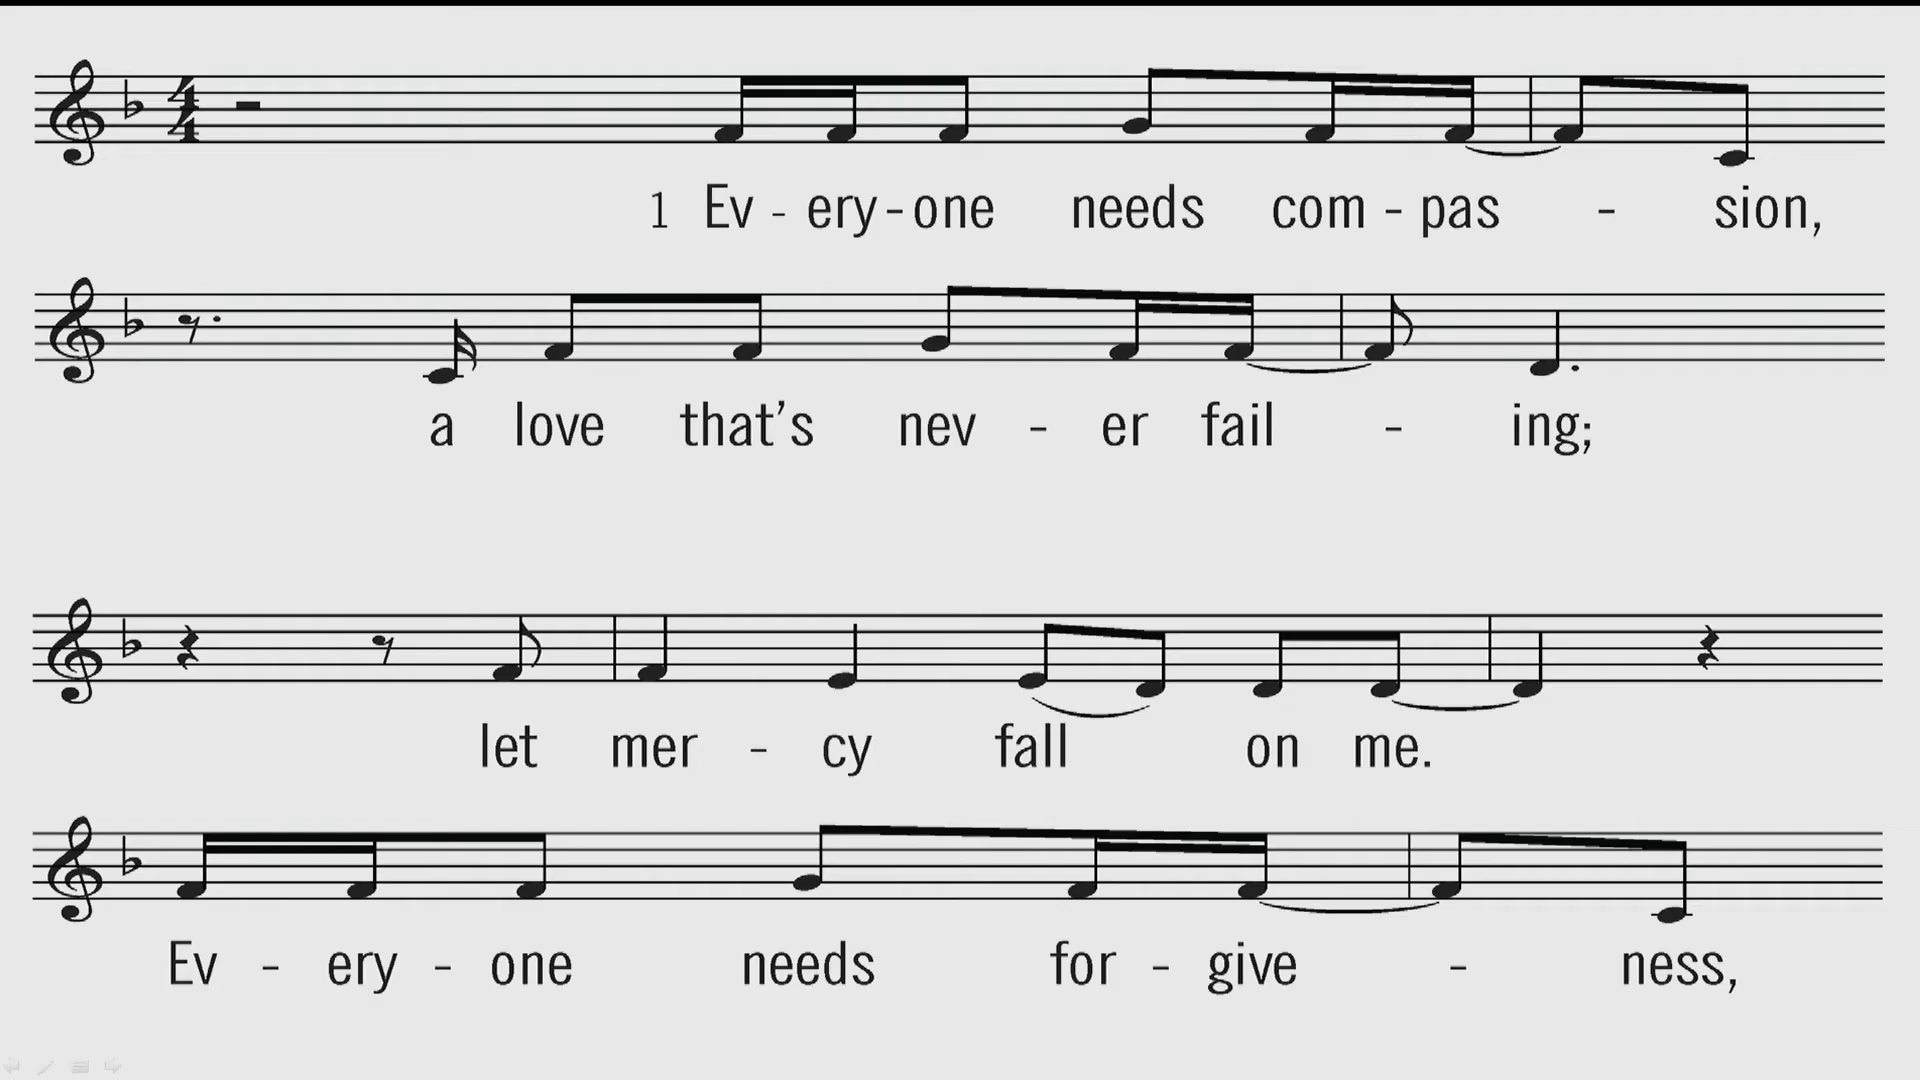 1 Ev - ery - one needs com - pas - sion,
a love that's nev - er fail - ing;
let mer - cy fall on me.
Ev - ery - one needs for - give - ness,